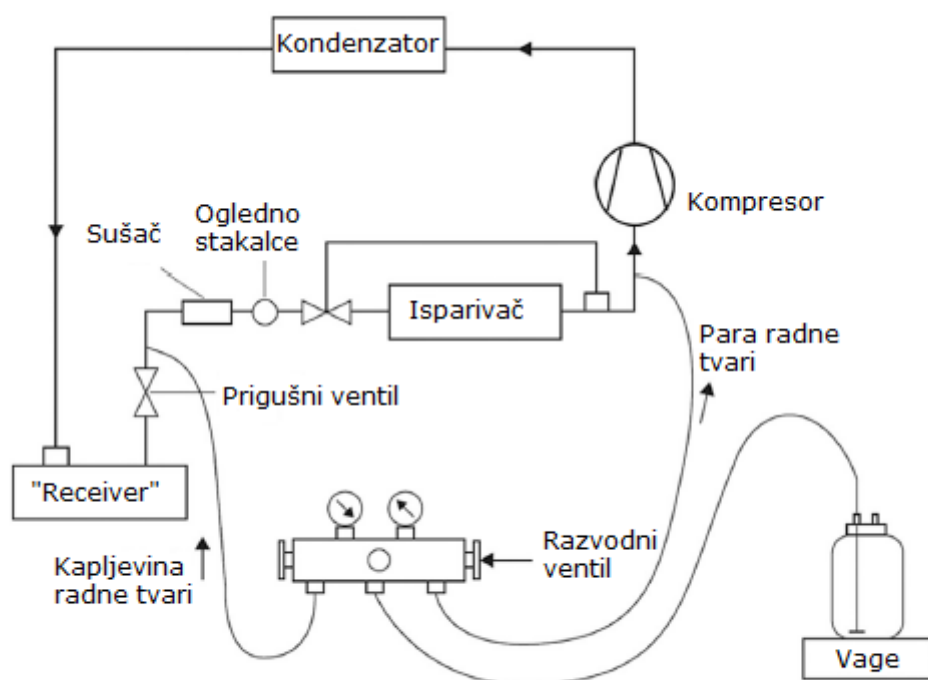 Kondenzator
Kompresor
Ogledno
stakalce
Sušač
Isparivač
Para radne
tvari
Prigušni ventil
"Receiver"
Razvodni
ventil
Kapljevina
radne tvari
Vage